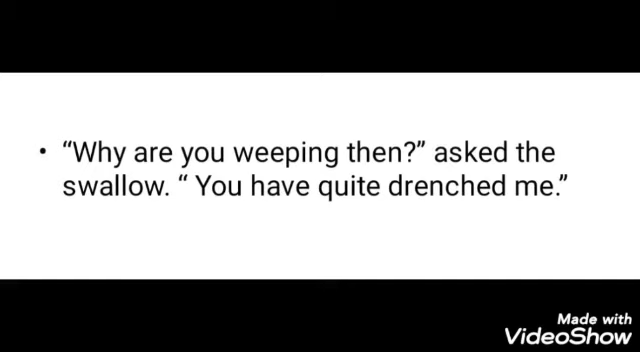 • “Why are you weeping then?” asked the
swallow. “ You have quite drenched me.”
Made with
VideoShow